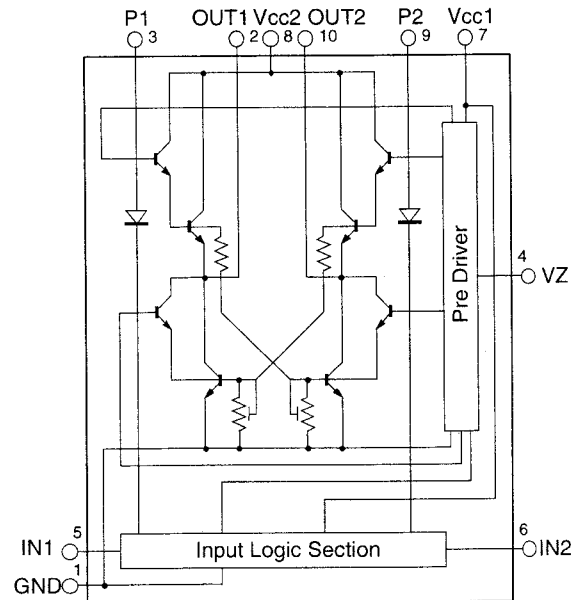 P1 OUT1 Vcc2 OUT2 P2 Vcc1
3 2 8 10 9 7
4
VZ
Pre Driver
5
IN1
Input Logic Section
6
IN2
1
GND